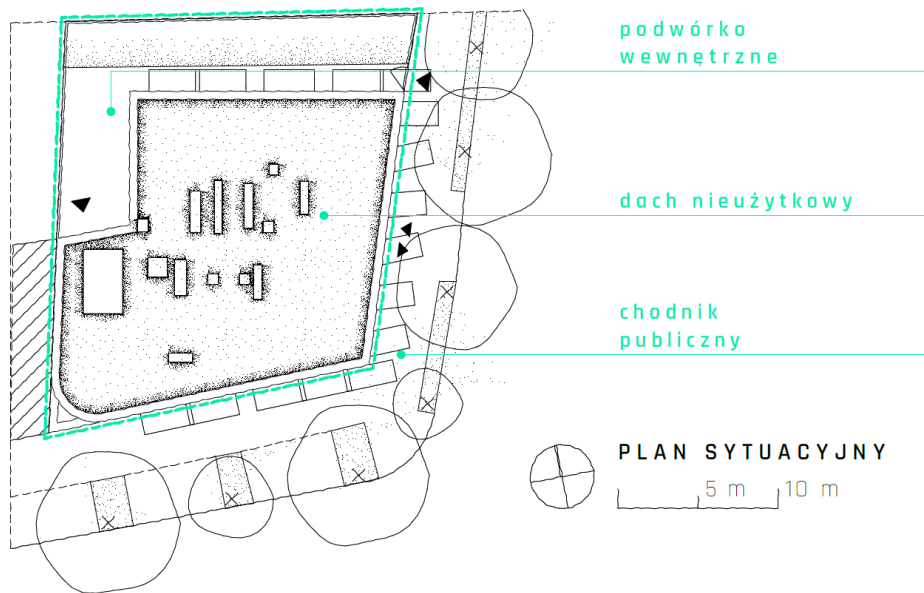 podwórko
wewnętrzne
dach nieużytkowy
chodnik
publiczny
PLAN SYTUACYJNY
5 m 10 m